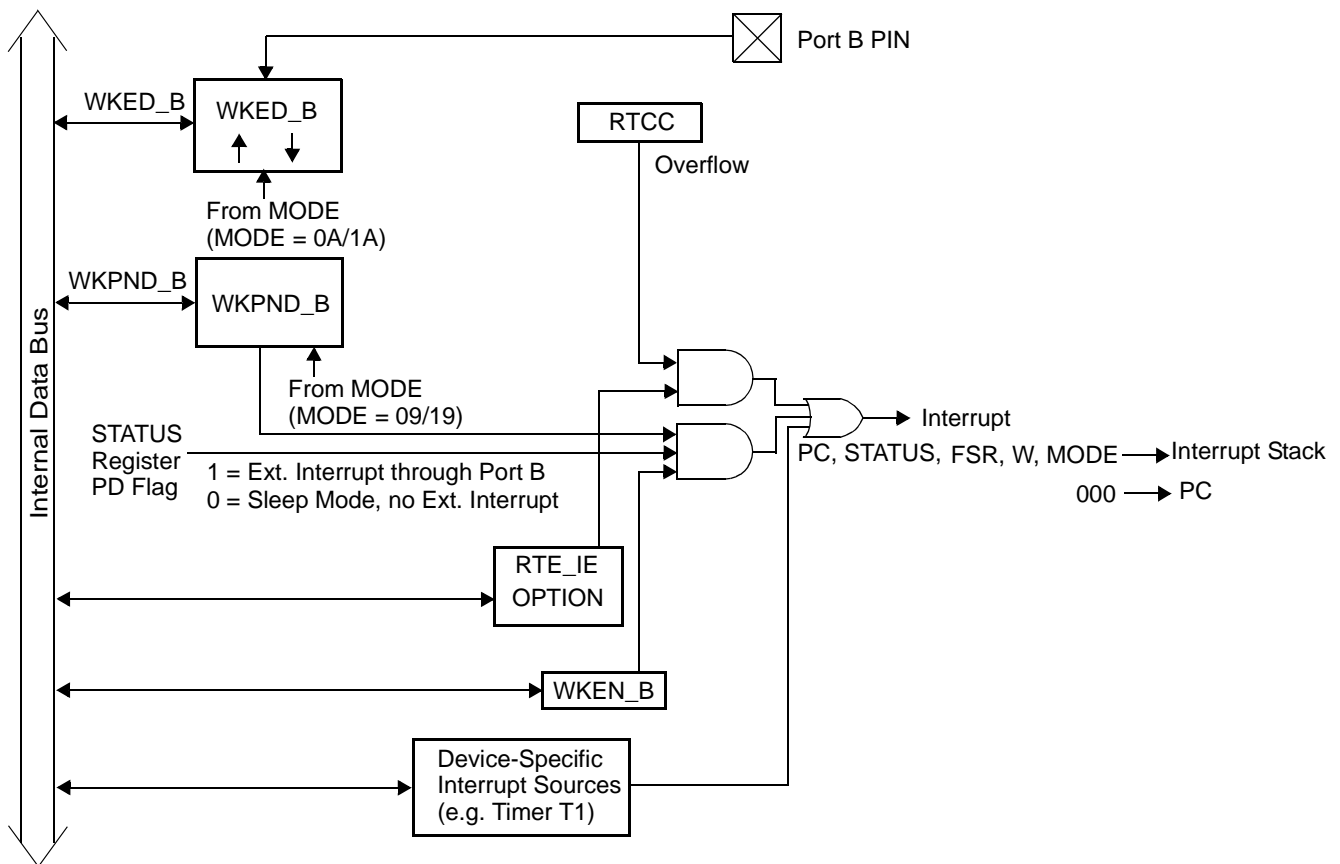 Port B PIN
WKED_B
WKED_B
RTCC
Overflow
From MODE
(MODE = 0A/1A)
WKPND_B
WKPND_B
Internal Data Bus
From MODE
(MODE = 09/19)
STATUS
Register
PD Flag
1 = Ext. Interrupt through Port B
0 = Sleep Mode, no Ext. Interrupt
Interrupt
PC, STATUS, FSR, W, MODE
Interrupt Stack
000
PC
RTE_IE
OPTION
WKEN_B
Device-Specific
Interrupt Sources
(e.g. Timer T1)